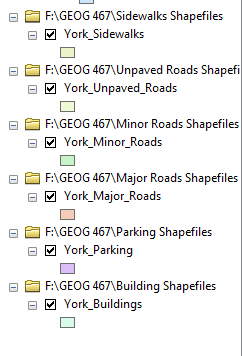 F:\GEOG 467\Sidewalks Shapefiles
York_Sidewalks
F:\GEOG 467\Unpaved Roads Shapefi
York_Unpaved_Roads
F:\GEOG 467\Minor Roads Shapefiles
York_Minor_Roads
F:\GEOG 467\Major Roads Shapefiles
York_Major_Roads
F:\GEOG 467\Parking Shapefiles
York_Parking
F:\GEOG 467\Building Shapefiles
York_Buildings